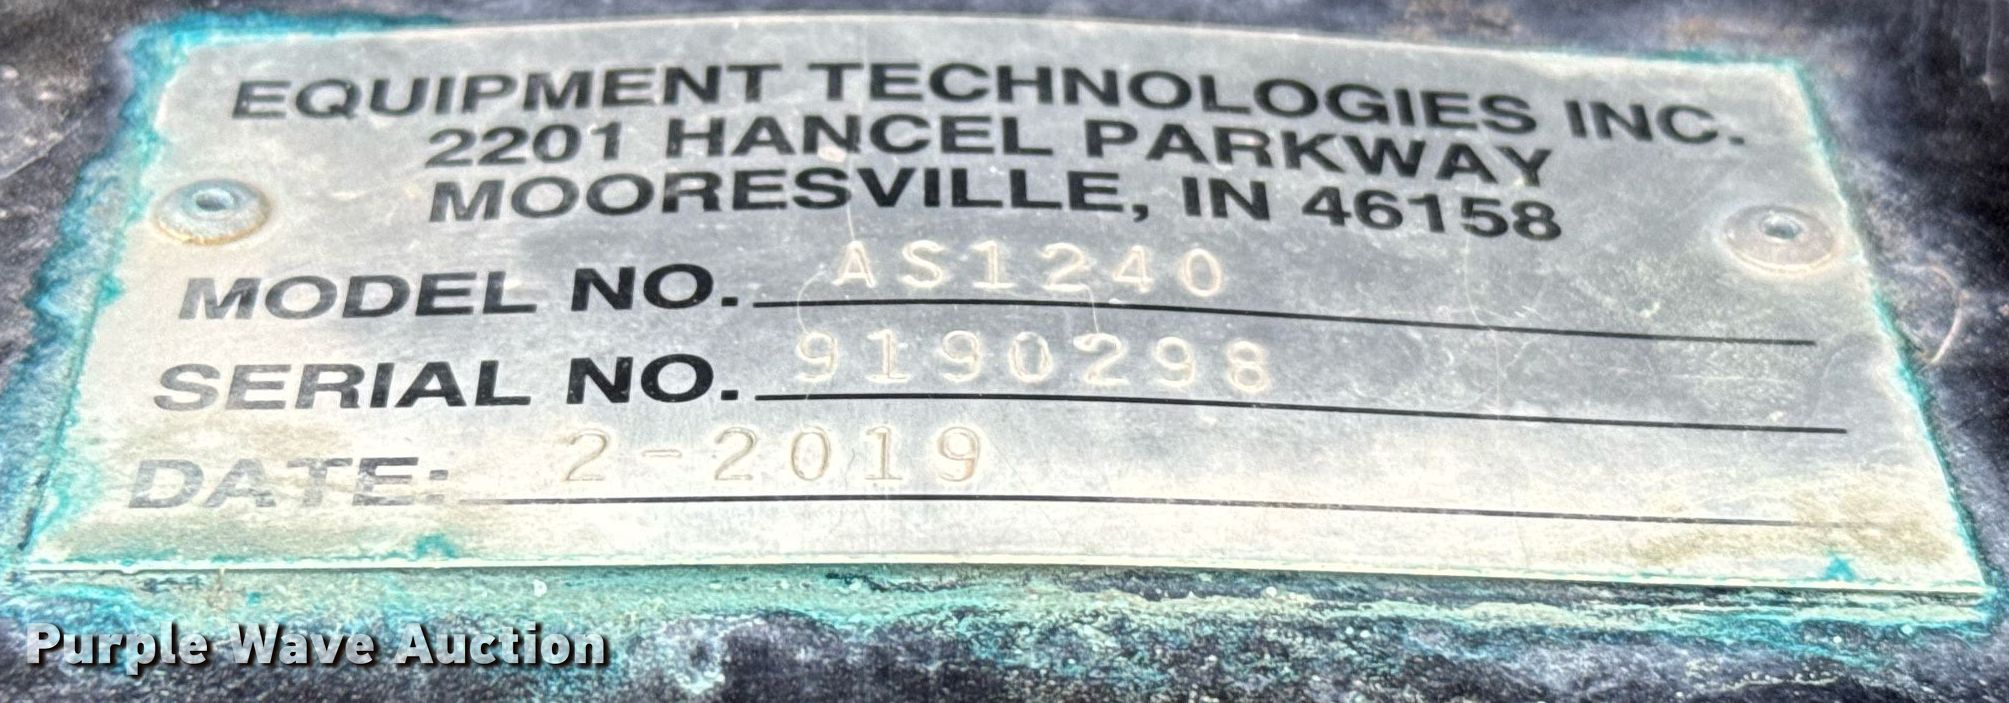 EQUIPMENT TECHNOLOGIES INC.
2201 HANCEL PARKWAY
MOORESVILLE, IN 46158
MODEL NO. AS1240
SERIAL NO. 9190298
DATE: 2-2019
Purple Wave Auction